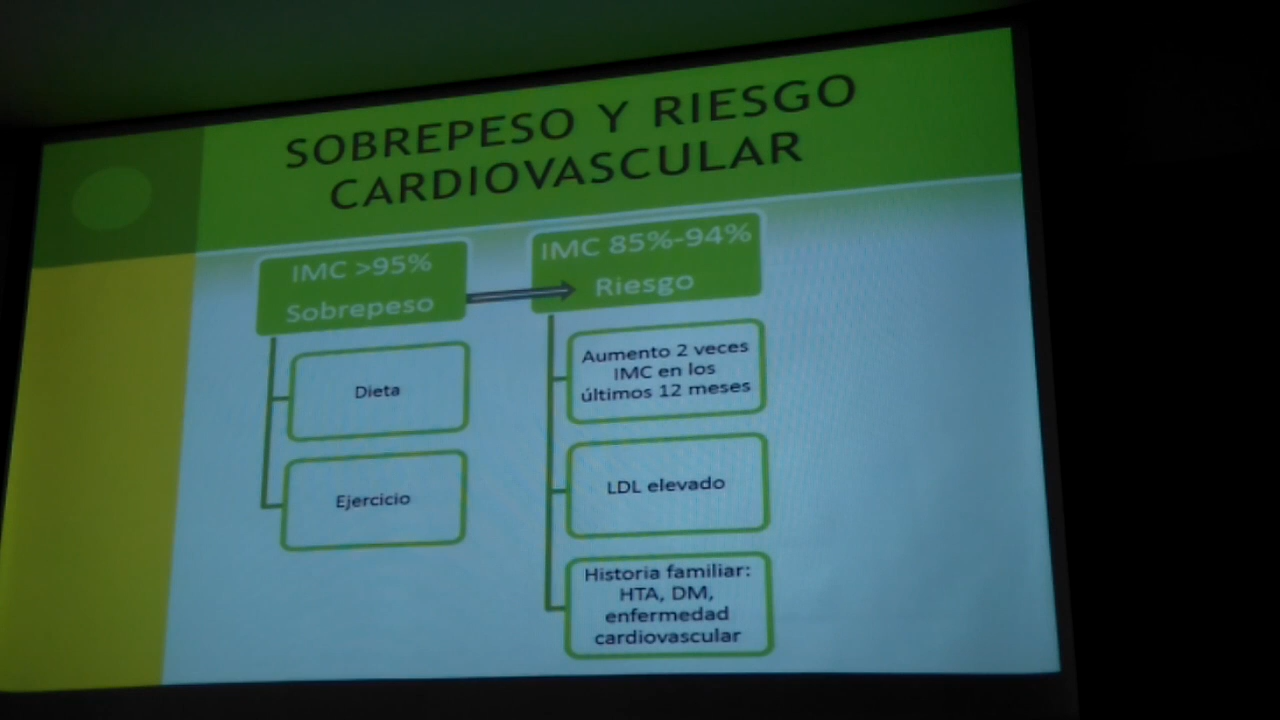 SOBREPESO Y RIESGO
CARDIOVASCULAR
IMC >95%
Sobrepeso
Dieta
Ejercicio
IMC 85%-94%
Riesgo
Aumento 2 veces
IMC en los
últimos 12 meses
LDL elevado
Historia familiar:
HTA, DM,
enfermedad
cardiovascular